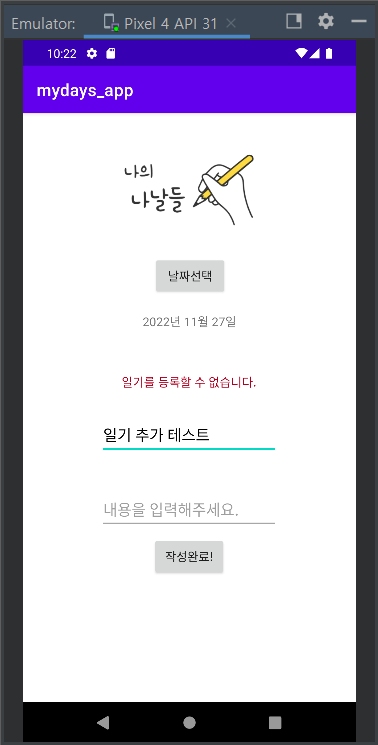 Emulator: Pixel 4 API 31
10:22
mydays_app
나의
나날들
날짜선택
2022년 11월 27일
일기를 등록할 수 없습니다.
일기 추가 테스트
내용을 입력해주세요.
작성완료!